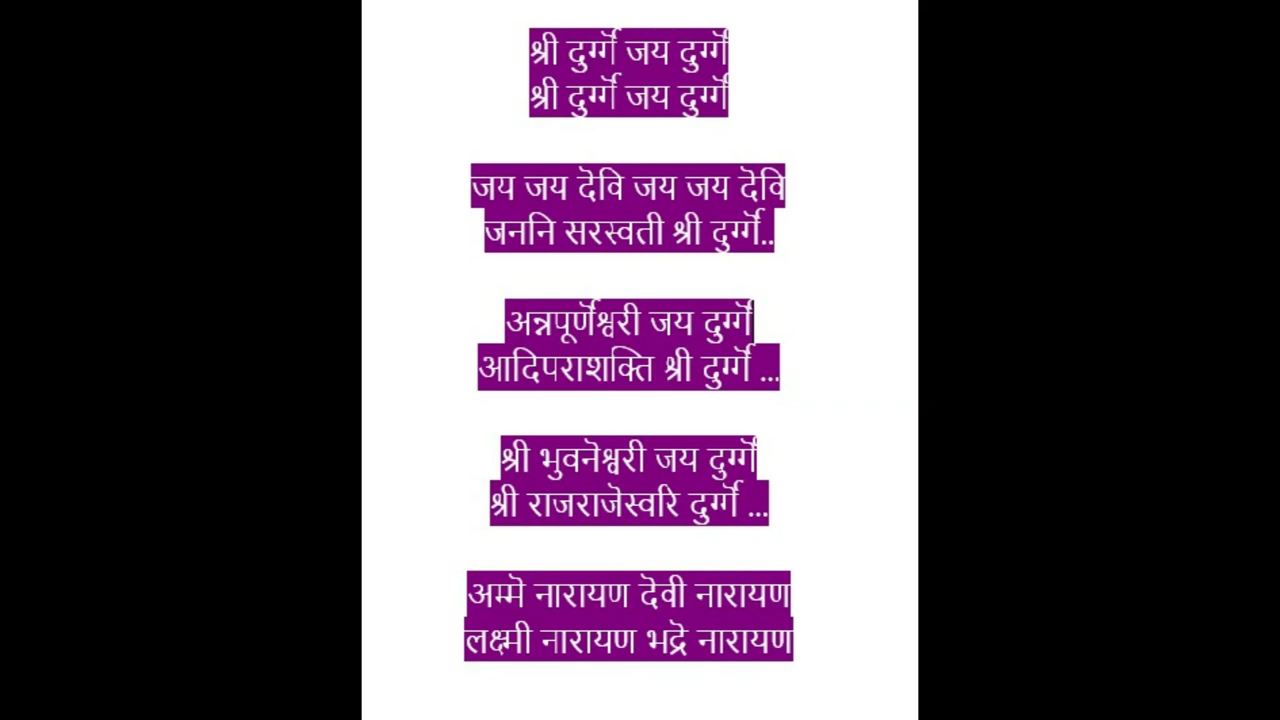 श्री दुर्ग्गॆ जय दुर्ग्गॆ
श्री दुर्ग्गॆ जय दुर्ग्गॆ
जय जय दॆवि जय जय दॆवि
जननि सरस्वती श्री दुर्ग्गॆ..
अन्नपूर्णॆश्वरी जय दुर्ग्गॆ
आदिपराशक्ति श्री दुर्ग्गॆ ...
श्री भुवनॆश्वरी जय दुर्ग्गॆ
श्री राजराजॆस्वरि दुर्ग्गॆ ...
अम्मॆ नारायण दॆवी नारायण
लक्ष्मी नारायण भद्रॆ नारायण